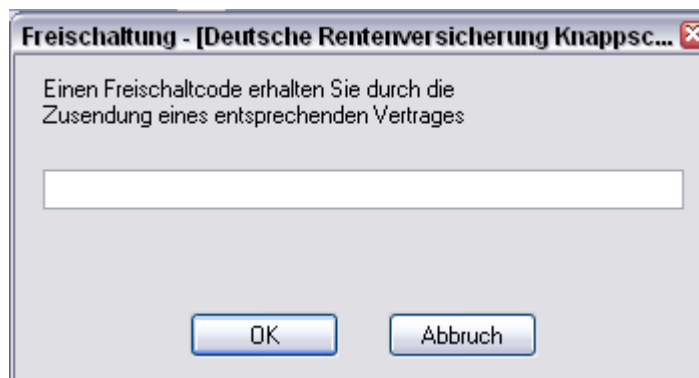 Freischaltung - [Deutsche Rentenversicherung Knappsc...
Einen Freischaltcode erhalten Sie durch die
Zusendung eines entsprechenden Vertrages
OK Abbruch